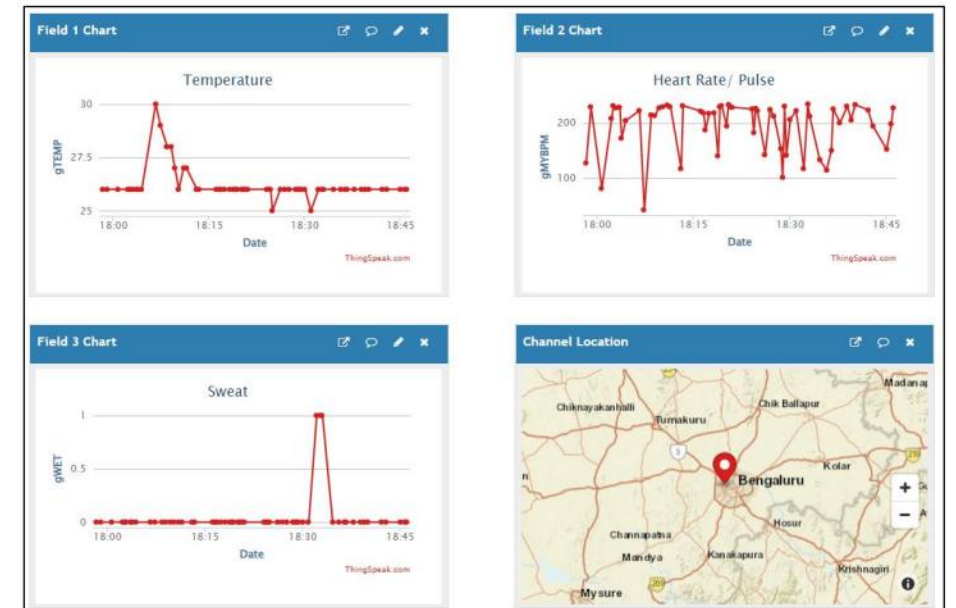 Field 1 Chart
Temperature
30
27.5
25
gTEMP
18:00 18:15 18:30 18:45
Date
ThingSpeak.com
Field 2 Chart
Heart Rate/ Pulse
200
100
gMYBPM
18:00 18:15 18:30 18:45
Date
ThingSpeak.com
Field 3 Chart
Sweat
1
0.5
0
gWET
18:00 18:15 18:30 18:45
Date
ThingSpeak.com
Channel Location
Madanap
Chiknayakanhalli
Tumakuru
Chik Ballapur
3
Kolar
Bengaluru
+
−
Hosur
Channapatna
Mandya
Kanakapura
Krishnagiri
Mysure